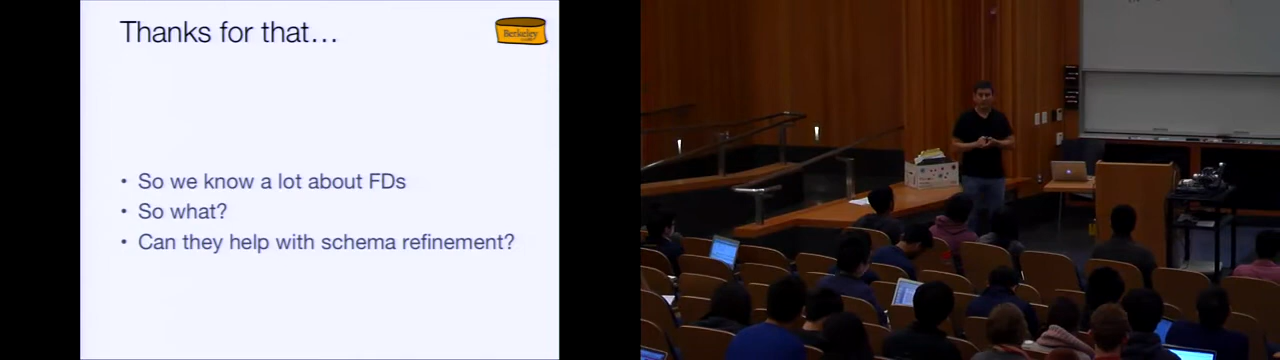 Thanks for that…
Berkeley
• So we know a lot about FDs
• So what?
• Can they help with schema refinement?